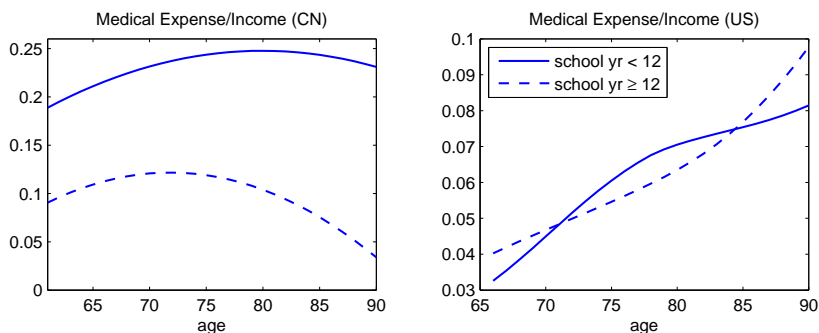 Medical Expense/Income (CN)
0.25
0.2
0.15
0.1
0.05
0
65 70 75 80 85 90
age
Medical Expense/Income (US)
0.1
0.09
0.08
0.07
0.06
0.05
0.04
0.03
65 70 75 80 85 90
age
school yr < 12
school yr ≥ 12